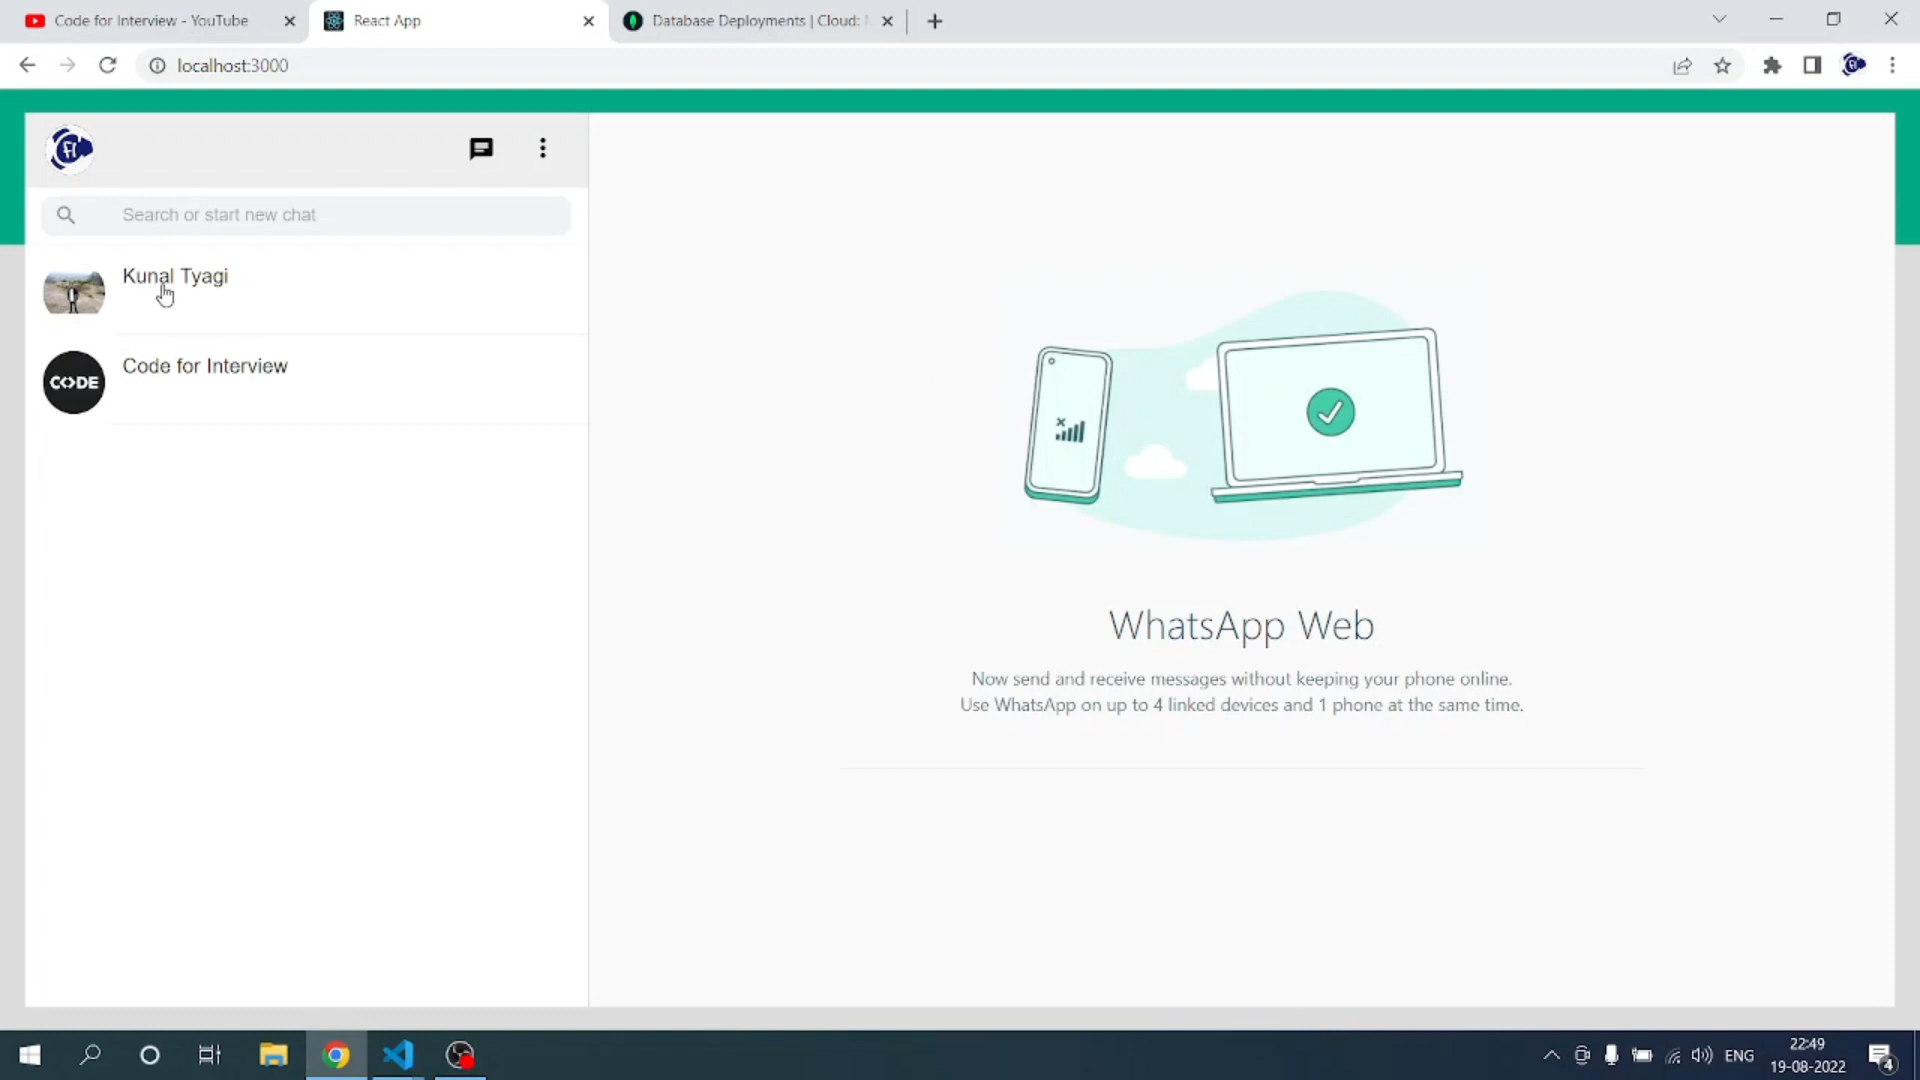 Code for Interview - YouTube
React App
Database Deployments | Cloud:
localhost:3000
Search or start new chat
Kunal Tyagi
C<>DE
Code for Interview
WhatsApp Web
Now send and receive messages without keeping your phone online.
Use WhatsApp on up to 4 linked devices and 1 phone at the same time.
ENG
22:49
19-08-2022
4